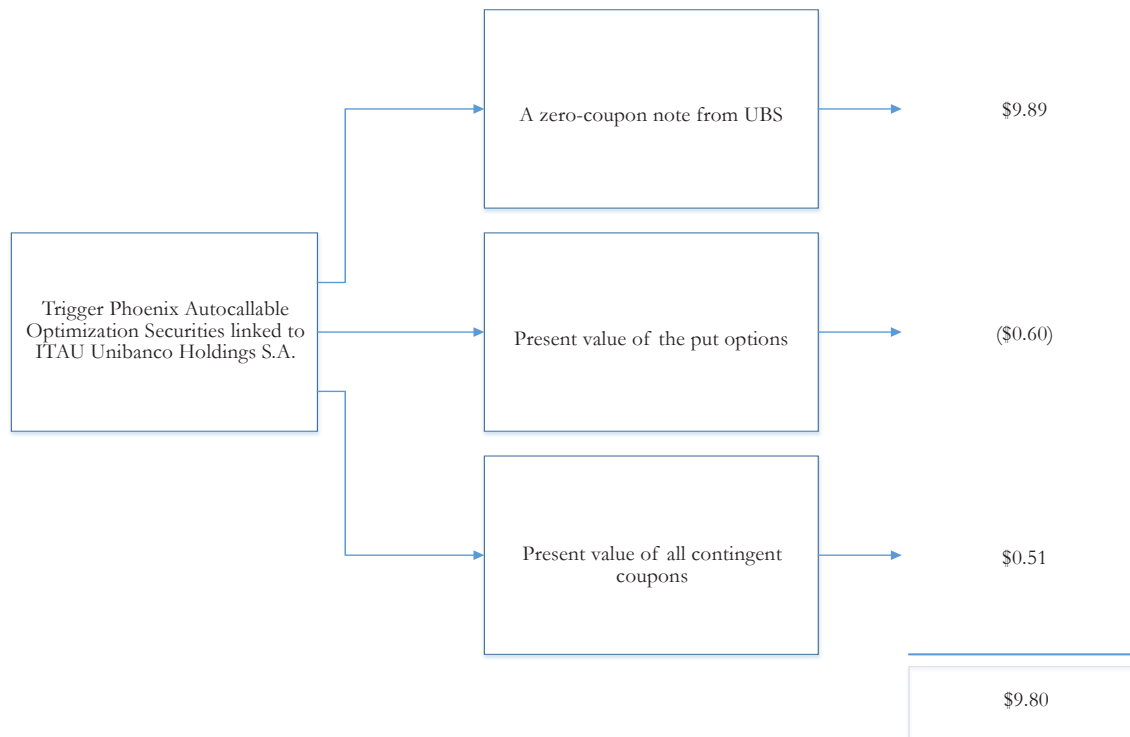 A zero-coupon note from UBS
$9.89
Trigger Phoenix Autocallable
Optimization Securities linked to
ITAU Unibanco Holdings S.A.
Present value of the put options
($0.60)
Present value of all contingent
coupons
$0.51
$9.80